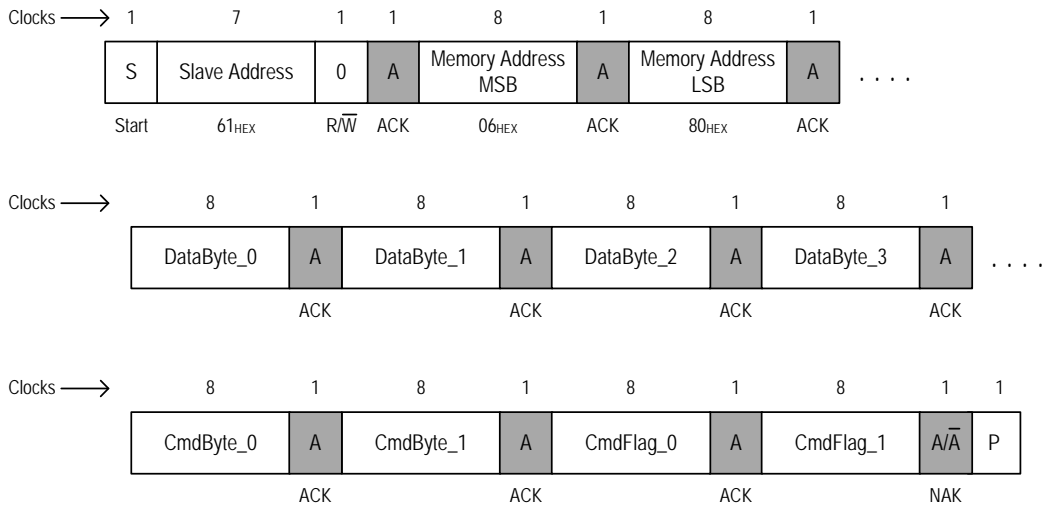 Clocks 1 7 1 1 8 1 8 1
S Slave Address 0 A Memory Address MSB A Memory Address LSB A . . . .
Start 61HEX R/W̅ ACK 06HEX ACK 80HEX ACK
Clocks 8 1 8 1 8 1 8 1
DataByte_0 A DataByte_1 A DataByte_2 A DataByte_3 A . . . .
ACK ACK ACK ACK
Clocks 8 1 8 1 8 1 8 1 1
CmdByte_0 A CmdByte_1 A CmdFlag_0 A CmdFlag_1 A/A̅ P
ACK ACK ACK NAK